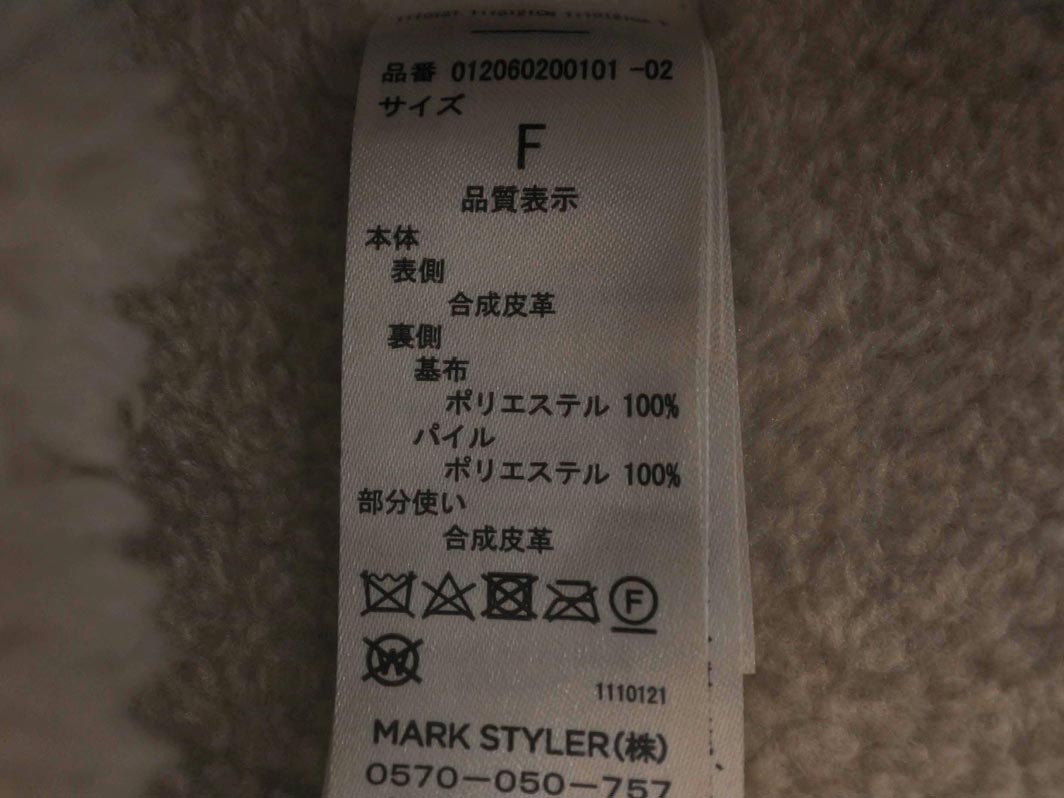 品番 012060200101 -02
サイズ
F
品質表示
本体
表側
合成皮革
裏側
基布
ポリエステル 100%
パイル
ポリエステル 100%
部分使い
合成皮革
F
W
1110121
MARK STYLER(株)
0570-050-757